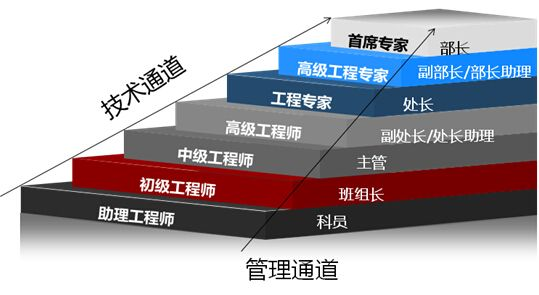 首席专家
部长
高级工程专家
副部长/部长助理
工程专家
处长
高级工程师
副处长/处长助理
中级工程师
主管
初级工程师
班组长
助理工程师
科员
技术通道
管理通道